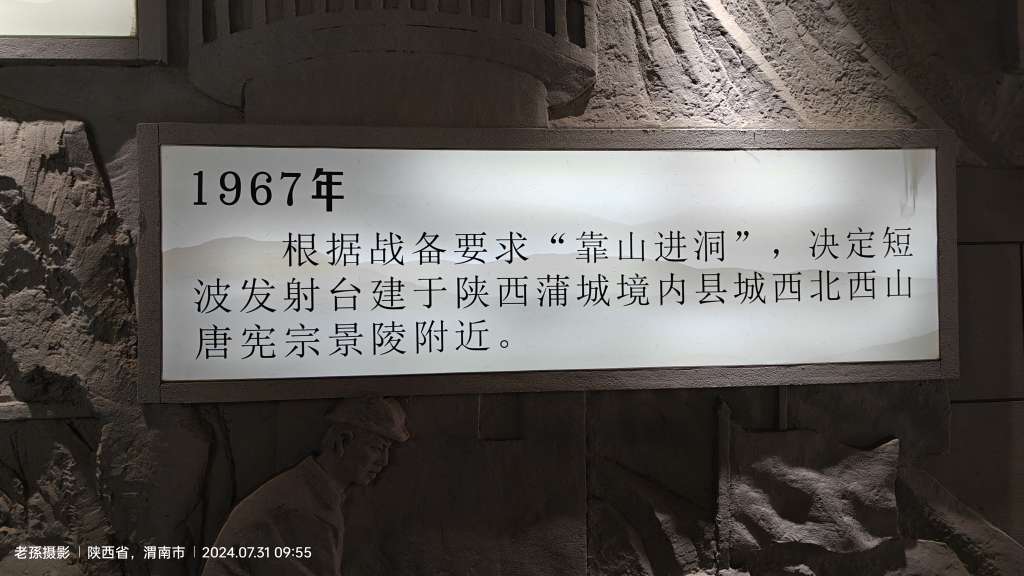 1967年
根据战备要求“靠山进洞”，决定短
波发射台建于陕西蒲城境内县城西北西山
唐宪宗景陵附近。
老孫摄影 | 陕西省，渭南市 | 2024.07.31 09:55